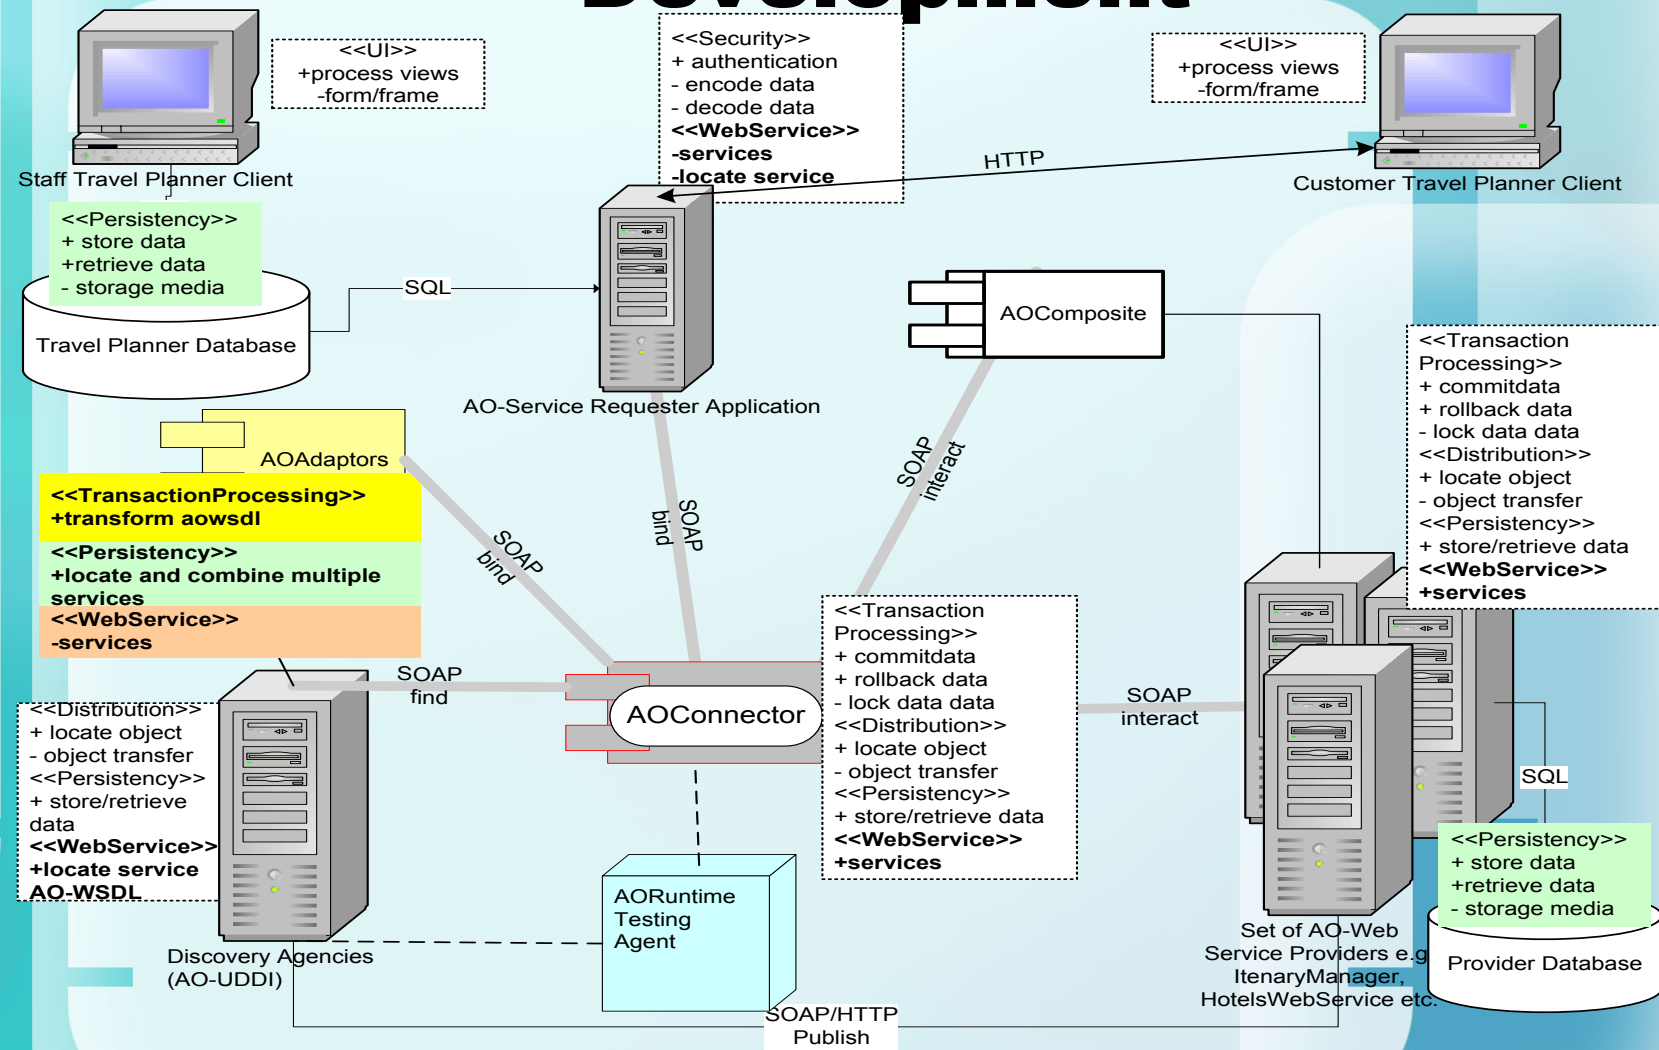 Development
<<UI>>
+process views
-form/frame
Staff Travel Planner Client
<<Security>>
+ authentication
- encode data
- decode data
<<WebService>>
-services
-locate service
HTTP
<<UI>>
+process views
-form/frame
Customer Travel Planner Client
<<Persistency>>
+ store data
+retrieve data
- storage media
Travel Planner Database
SQL
AO-Service Requester Application
AOComposite
<<Transaction
Processing>>
+ commitdata
+ rollback data
- lock data data
<<Distribution>>
+ locate object
- object transfer
<<Persistency>>
+ store/retrieve data
<<WebService>>
+services
AOAdaptors
<<TransactionProcessing>>
+transform aowsdl
<<Persistency>>
+locate and combine multiple
services
<<WebService>>
-services
SOAP
bind
SOAP
bind
SOAP
interact
SOAP
find
AOConnector
<<Transaction
Processing>>
+ commitdata
+ rollback data
- lock data data
<<Distribution>>
+ locate object
- object transfer
<<Persistency>>
+ store/retrieve data
<<WebService>>
+services
SOAP
interact
SQL
<<Distribution>>
+ locate object
- object transfer
<<Persistency>>
+ store/retrieve
data
<<WebService>>
+locate service
AO-WSDL
Discovery Agencies
(AO-UDDI)
AORuntime
Testing
Agent
<<Persistency>>
+ store data
+retrieve data
- storage media
Provider Database
Set of AO-Web
Service Providers e.g
ItenaryManager,
HotelsWebService etc.
SOAP/HTTP
Publish